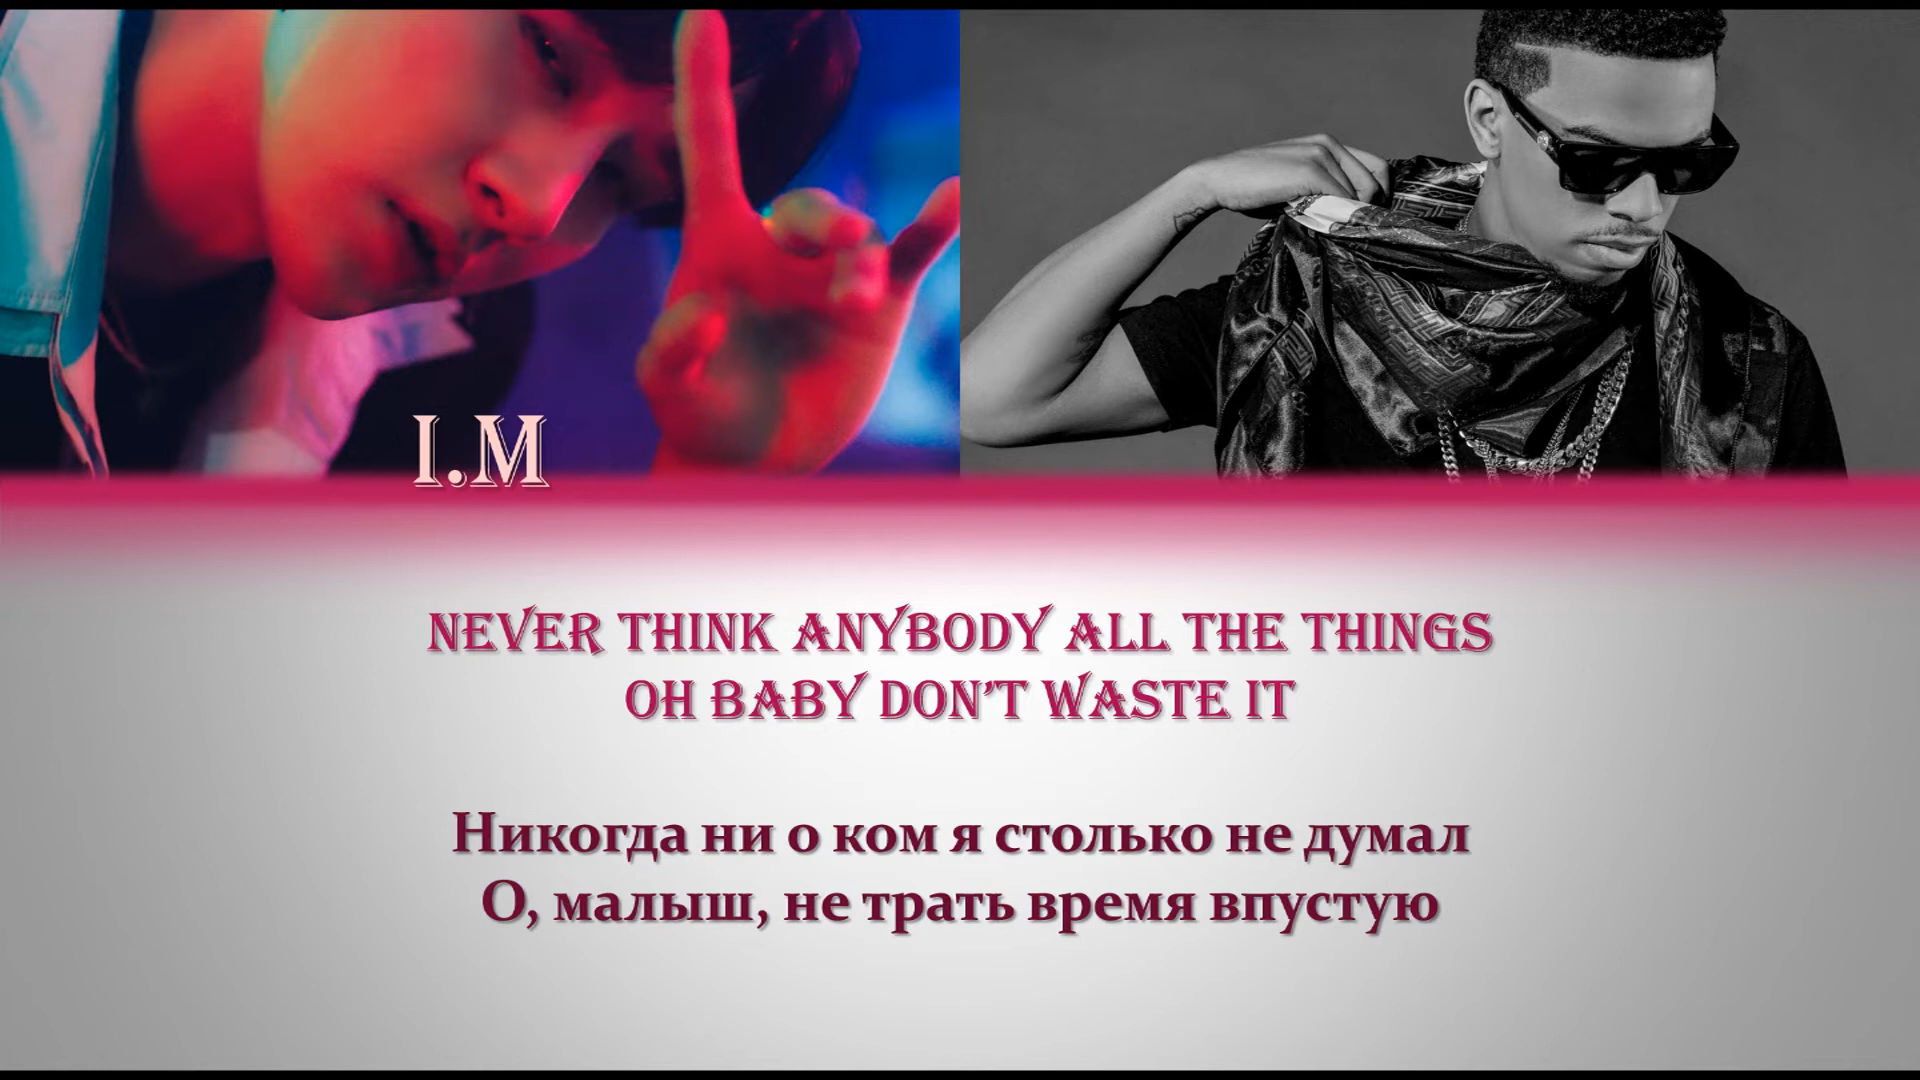 I.M
NEVER THINK ANYBODY ALL THE THINGS
OH BABY DON'T WASTE IT
Никогда ни о ком я столько не думал
О, малыш, не трать время впустую